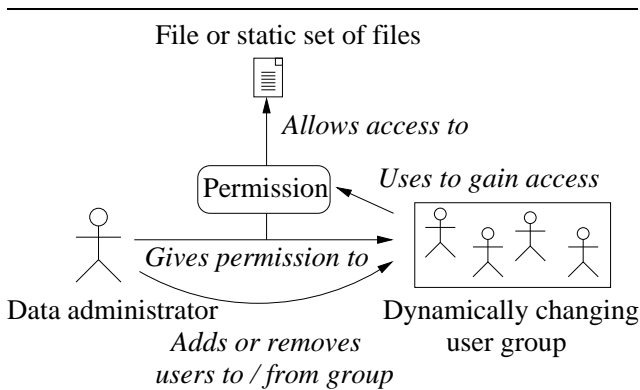 File or static set of files
Allows access to
Permission
Uses to gain access
Gives permission to
Data administrator
Dynamically changing
user group
Adds or removes
users to / from group